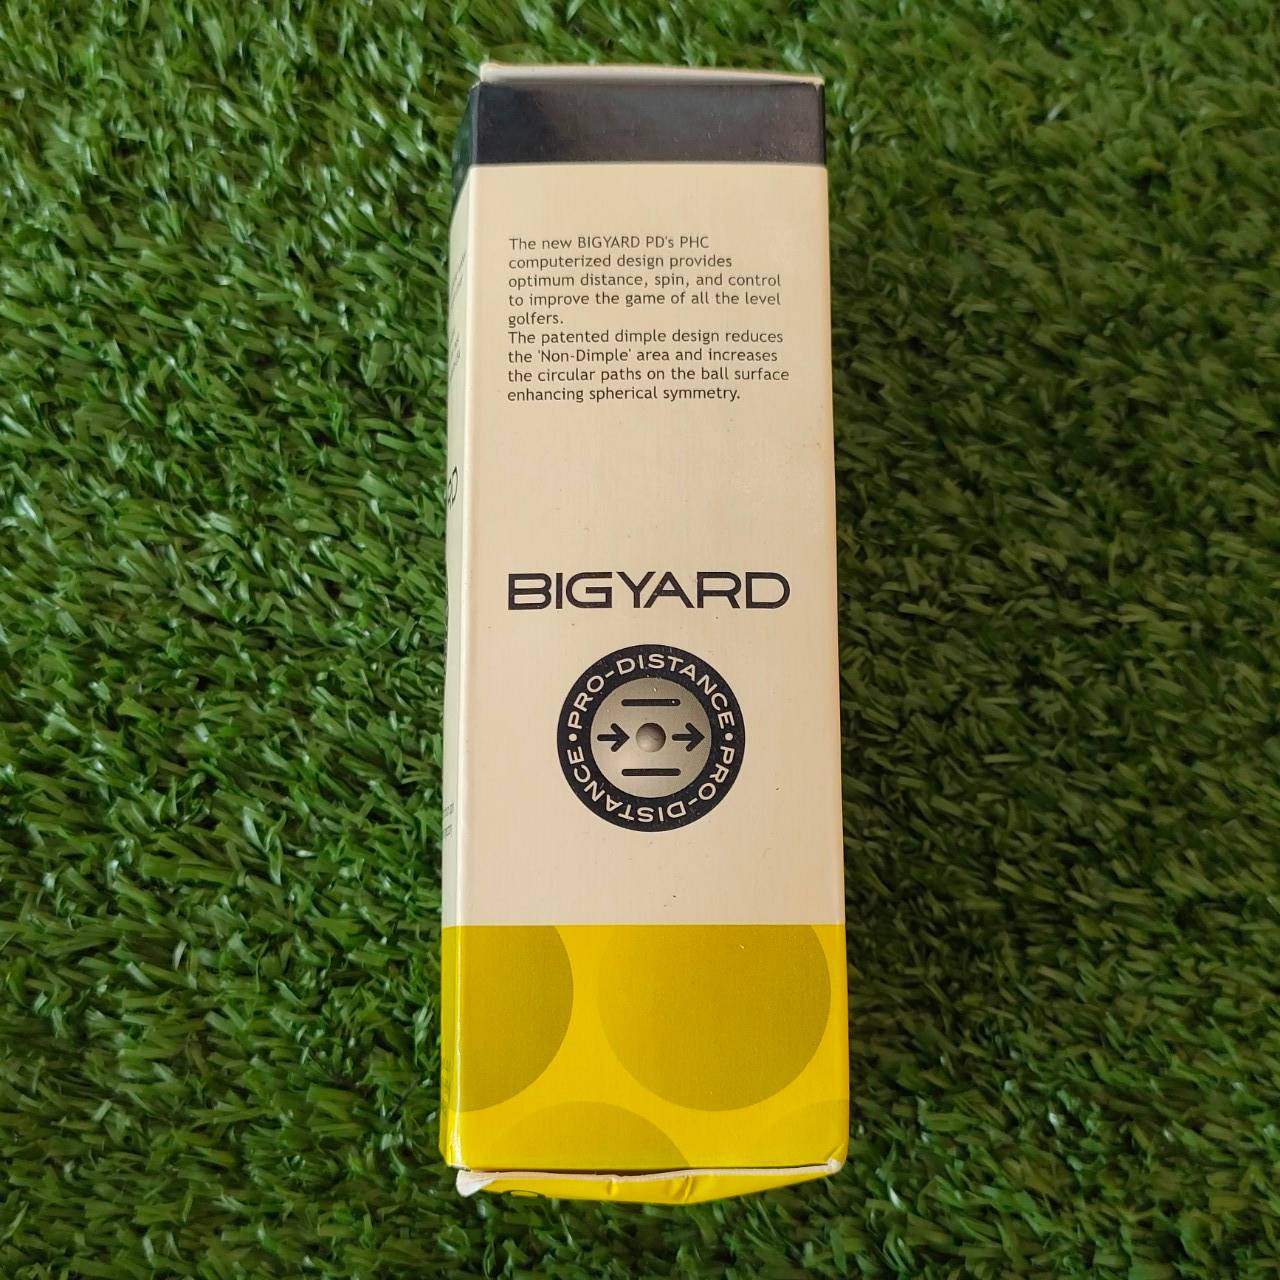 The new BIGYARD PD's PHC
computerized design provides
optimum distance, spin, and control
to improve the game of all the level
golfers.
The patented dimple design reduces
the 'Non-Dimple' area and increases
the circular paths on the ball surface
enhancing spherical symmetry.
BIGYARD
PRO-DISTANCE • PRO-DISTANCE •